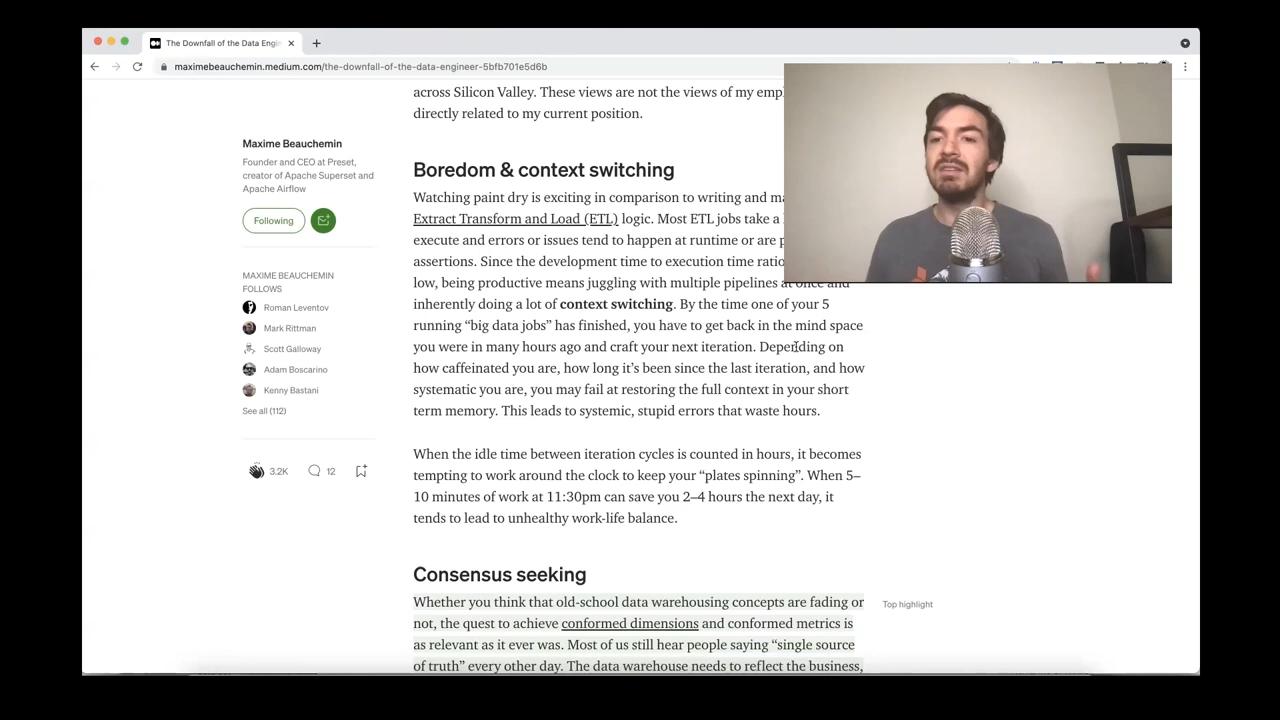 The Downfall of the Data Engi
maximebeauchemin.medium.com/the-downfall-of-the-data-engineer-5bfb701e5d6b
across Silicon Valley. These views are not the views of my emp
directly related to my current position.
Maxime Beauchemin
Founder and CEO at Preset,
creator of Apache Superset and
Apache Airflow
Following
MAXIME BEAUCHEMIN
FOLLOWS
Roman Leventov
Mark Rittman
Scott Galloway
Adam Boscarino
Kenny Bastani
See all (112)
3.2K
12
Boredom & context switching
Watching paint dry is exciting in comparison to writing and ma
Extract Transform and Load (ETL) logic. Most ETL jobs take a
execute and errors or issues tend to happen at runtime or are p
assertions. Since the development time to execution time ratio
low, being productive means juggling with multiple pipelines at once and
inherently doing a lot of context switching. By the time one of your 5
running “big data jobs” has finished, you have to get back in the mind space
you were in many hours ago and craft your next iteration. Depending on
how caffeinated you are, how long it’s been since the last iteration, and how
systematic you are, you may fail at restoring the full context in your short
term memory. This leads to systemic, stupid errors that waste hours.
When the idle time between iteration cycles is counted in hours, it becomes
tempting to work around the clock to keep your “plates spinning”. When 5–
10 minutes of work at 11:30pm can save you 2–4 hours the next day, it
tends to lead to unhealthy work-life balance.
Consensus seeking
Whether you think that old-school data warehousing concepts are fading or
not, the quest to achieve conformed dimensions and conformed metrics is
as relevant as it ever was. Most of us still hear people saying “single source
of truth” every other day. The data warehouse needs to reflect the business,
Top highlight